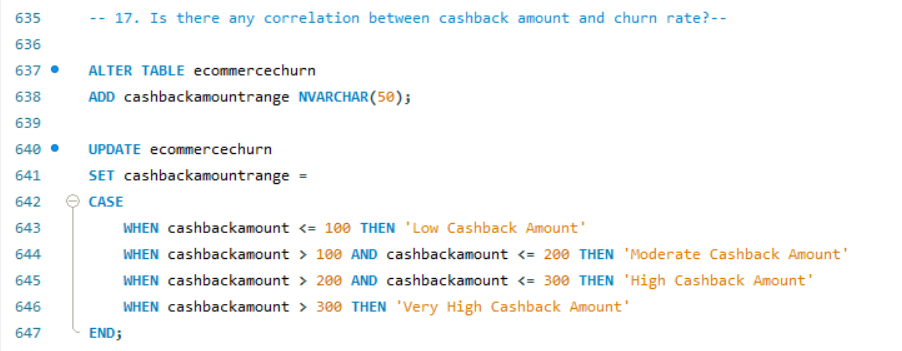 635 -- 17. Is there any correlation between cashback amount and churn rate?--
636
637 ALTER TABLE ecommercechurn
638 ADD cashbackamountrange NVARCHAR(50);
639
640 UPDATE ecommercechurn
641 SET cashbackamountrange =
642 CASE
643 WHEN cashbackamount <= 100 THEN 'Low Cashback Amount'
644 WHEN cashbackamount > 100 AND cashbackamount <= 200 THEN 'Moderate Cashback Amount'
645 WHEN cashbackamount > 200 AND cashbackamount <= 300 THEN 'High Cashback Amount'
646 WHEN cashbackamount > 300 THEN 'Very High Cashback Amount'
647 END;